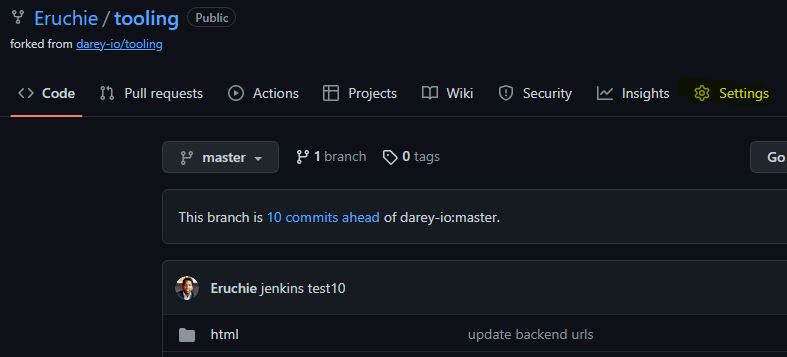 Eruchie / tooling Public
forked from darey-io/tooling
Code Pull requests Actions Projects Wiki Security Insights Settings
master 1 branch 0 tags Go
This branch is 10 commits ahead of darey-io:master.
Eruchie jenkins test10
html update backend urls